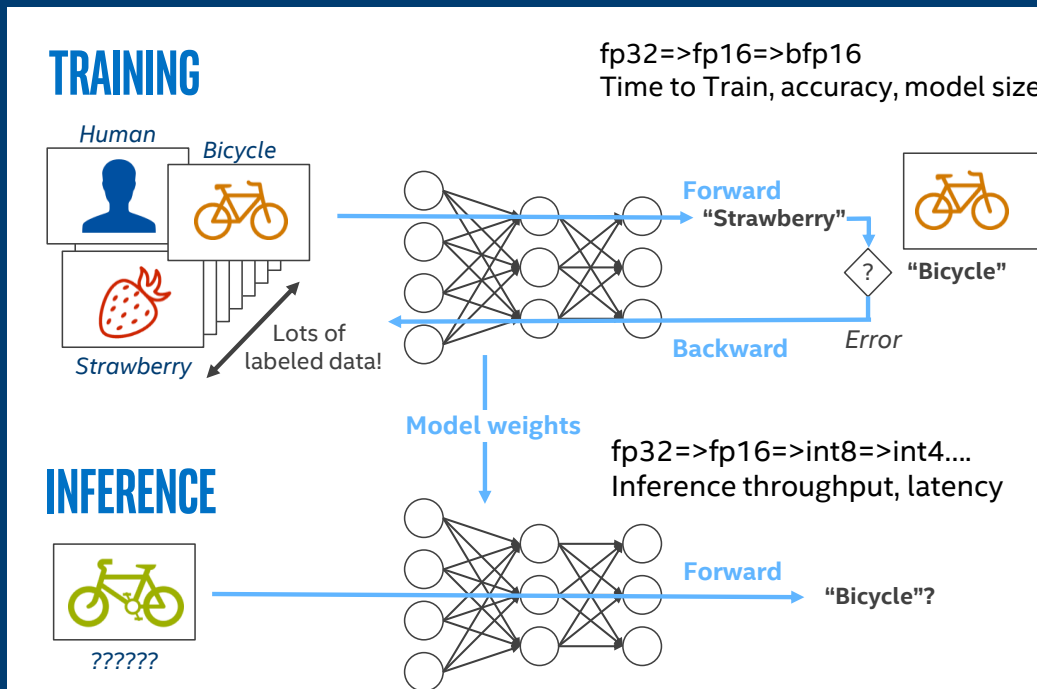 TRAINING
fp32=>fp16=>bfp16
Time to Train, accuracy, model size
Human
Bicycle
Strawberry
Lots of
labeled data!
Forward
“Strawberry”
?
“Bicycle”
Error
Backward
Model weights
INFERENCE
fp32=>fp16=>int8=>int4....
Inference throughput, latency
??????
Forward
“Bicycle”?